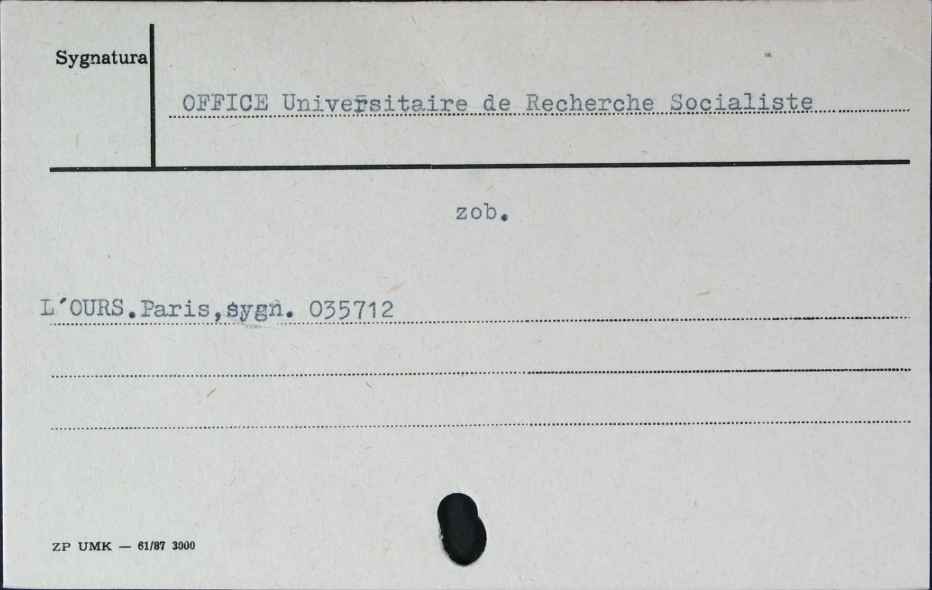 Sygnatura
OFFICE Universitaire de Recherche Socialiste
zob.
L'OURS.Paris,sygn. 035712
ZP UMK — 61/87 3000